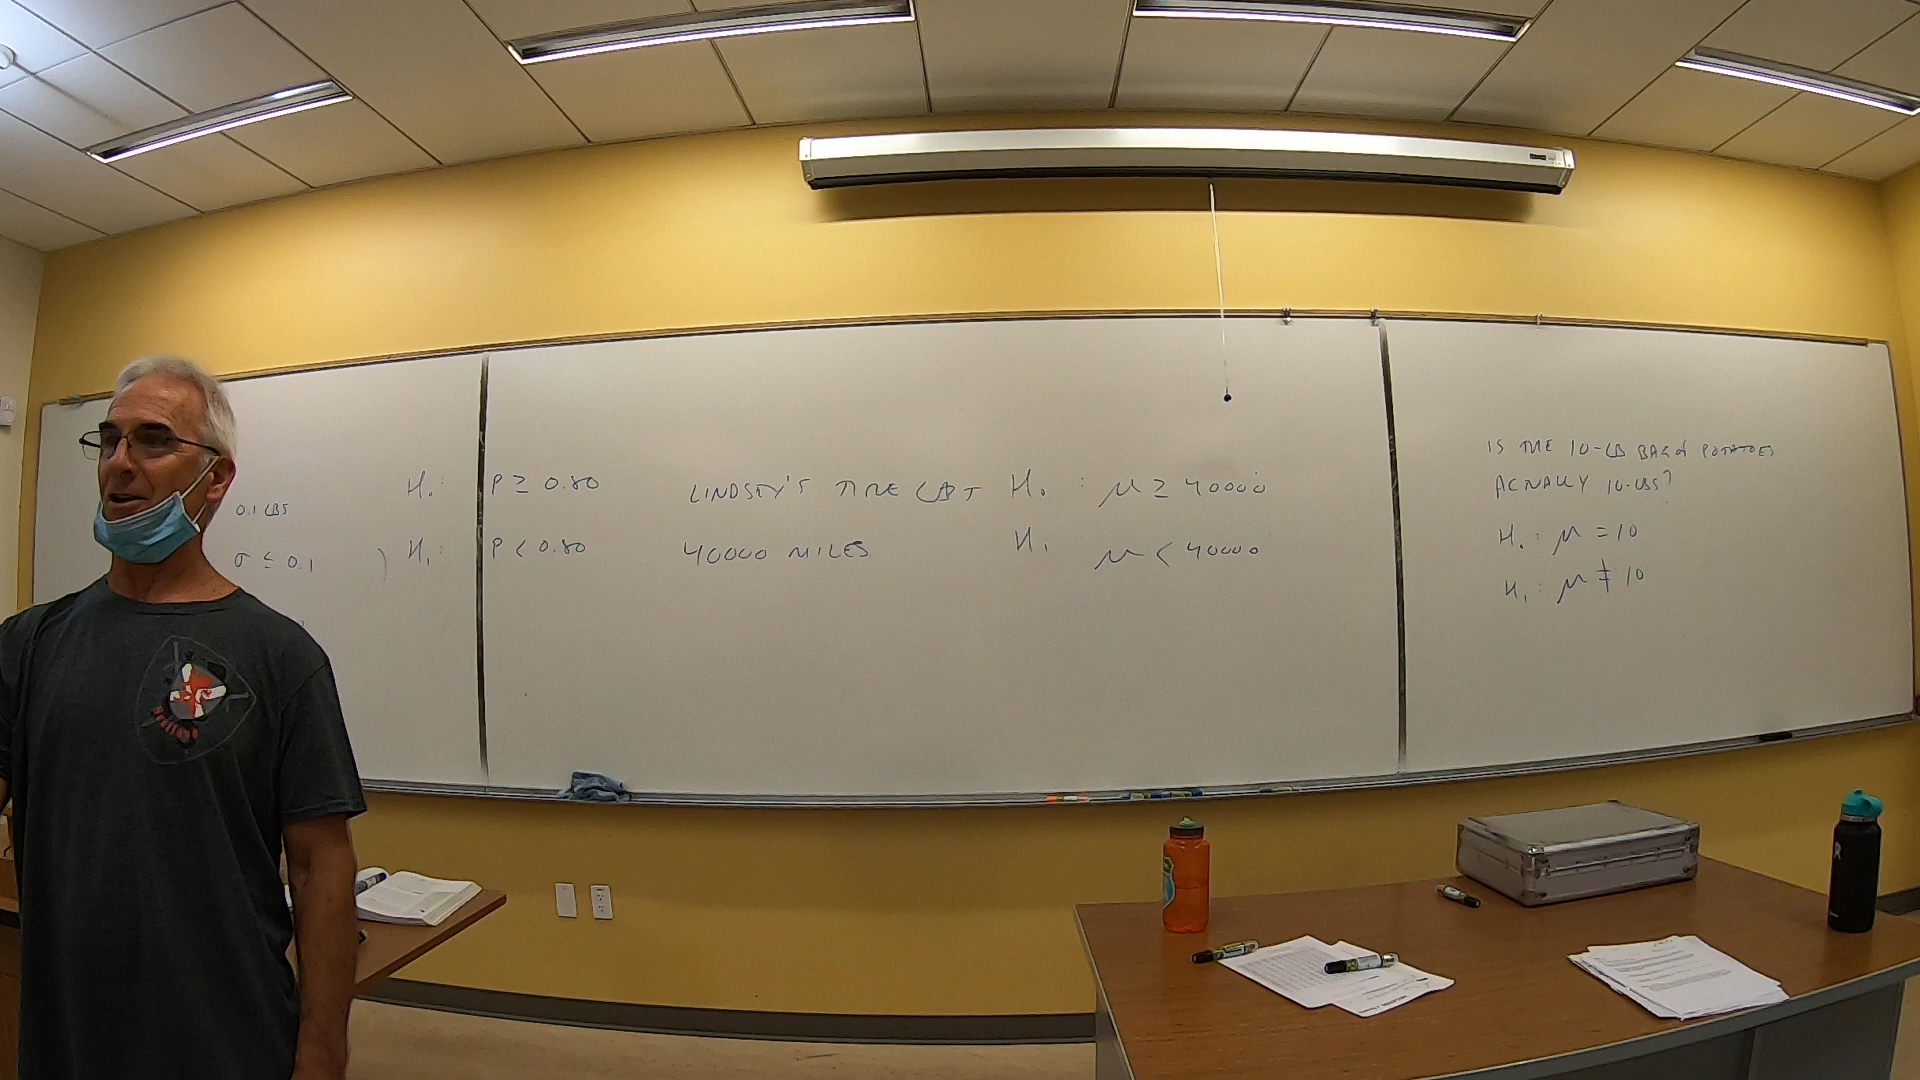 0.1 LBS
σ ≤ 0.1
H₀: P ≥ 0.80
H₁: P < 0.80
LINDSEY'S TIRE LAST
40000 MILES
H₀ : μ ≥ 40000
H₁ μ < 40000
IS THE 10-LB BAG OF POTATOES
ACTUALLY 10-LBS?
H₀: μ = 10
H₁: μ ≠ 10